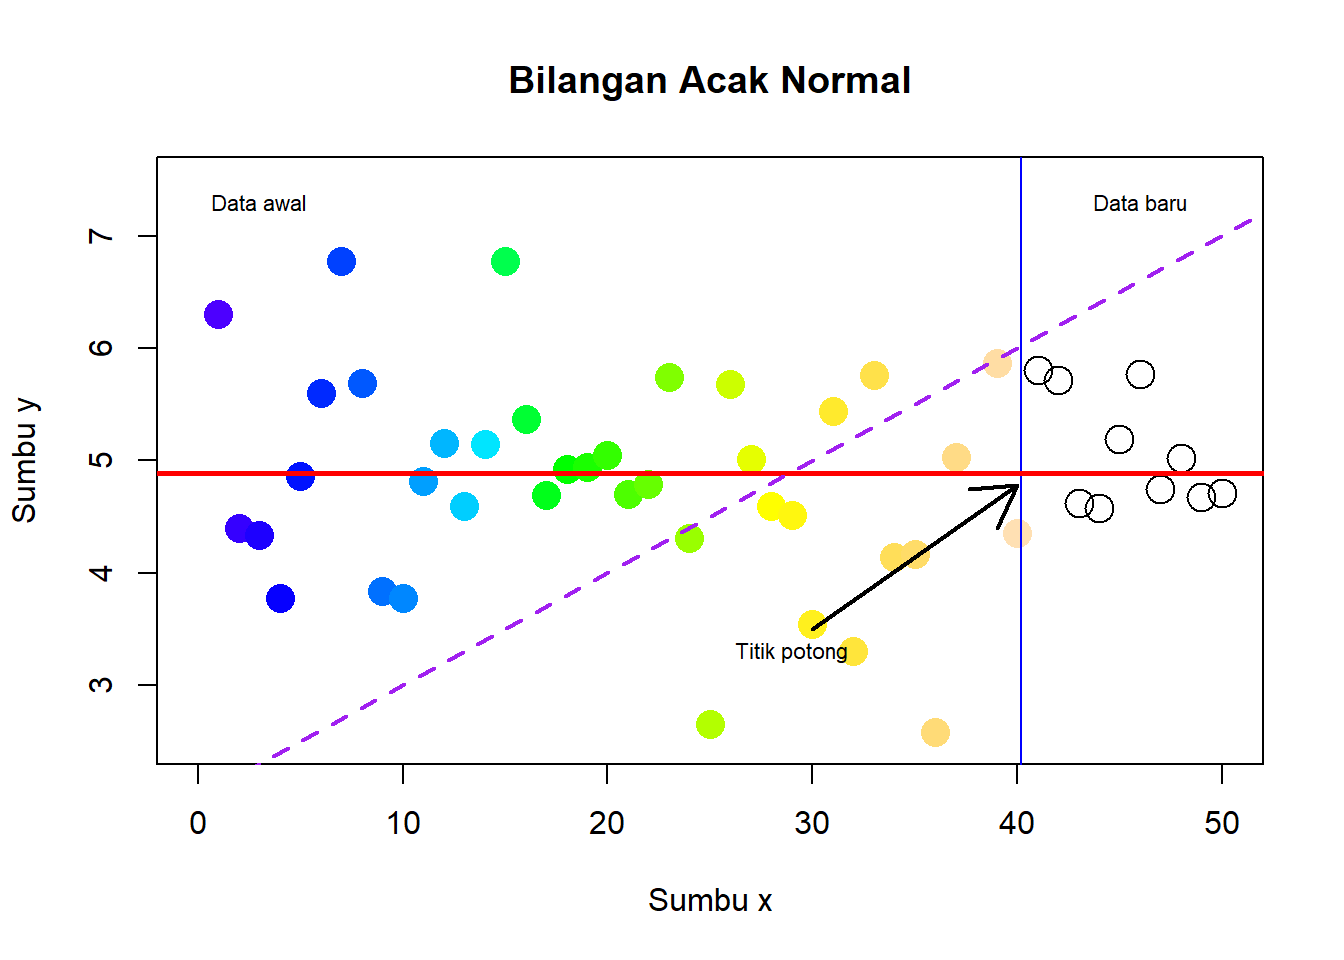 Bilangan Acak Normal
Data awal
Data baru
Sumbu y
7
6
5
4
3
Titik potong
0 10 20 30 40 50
Sumbu x